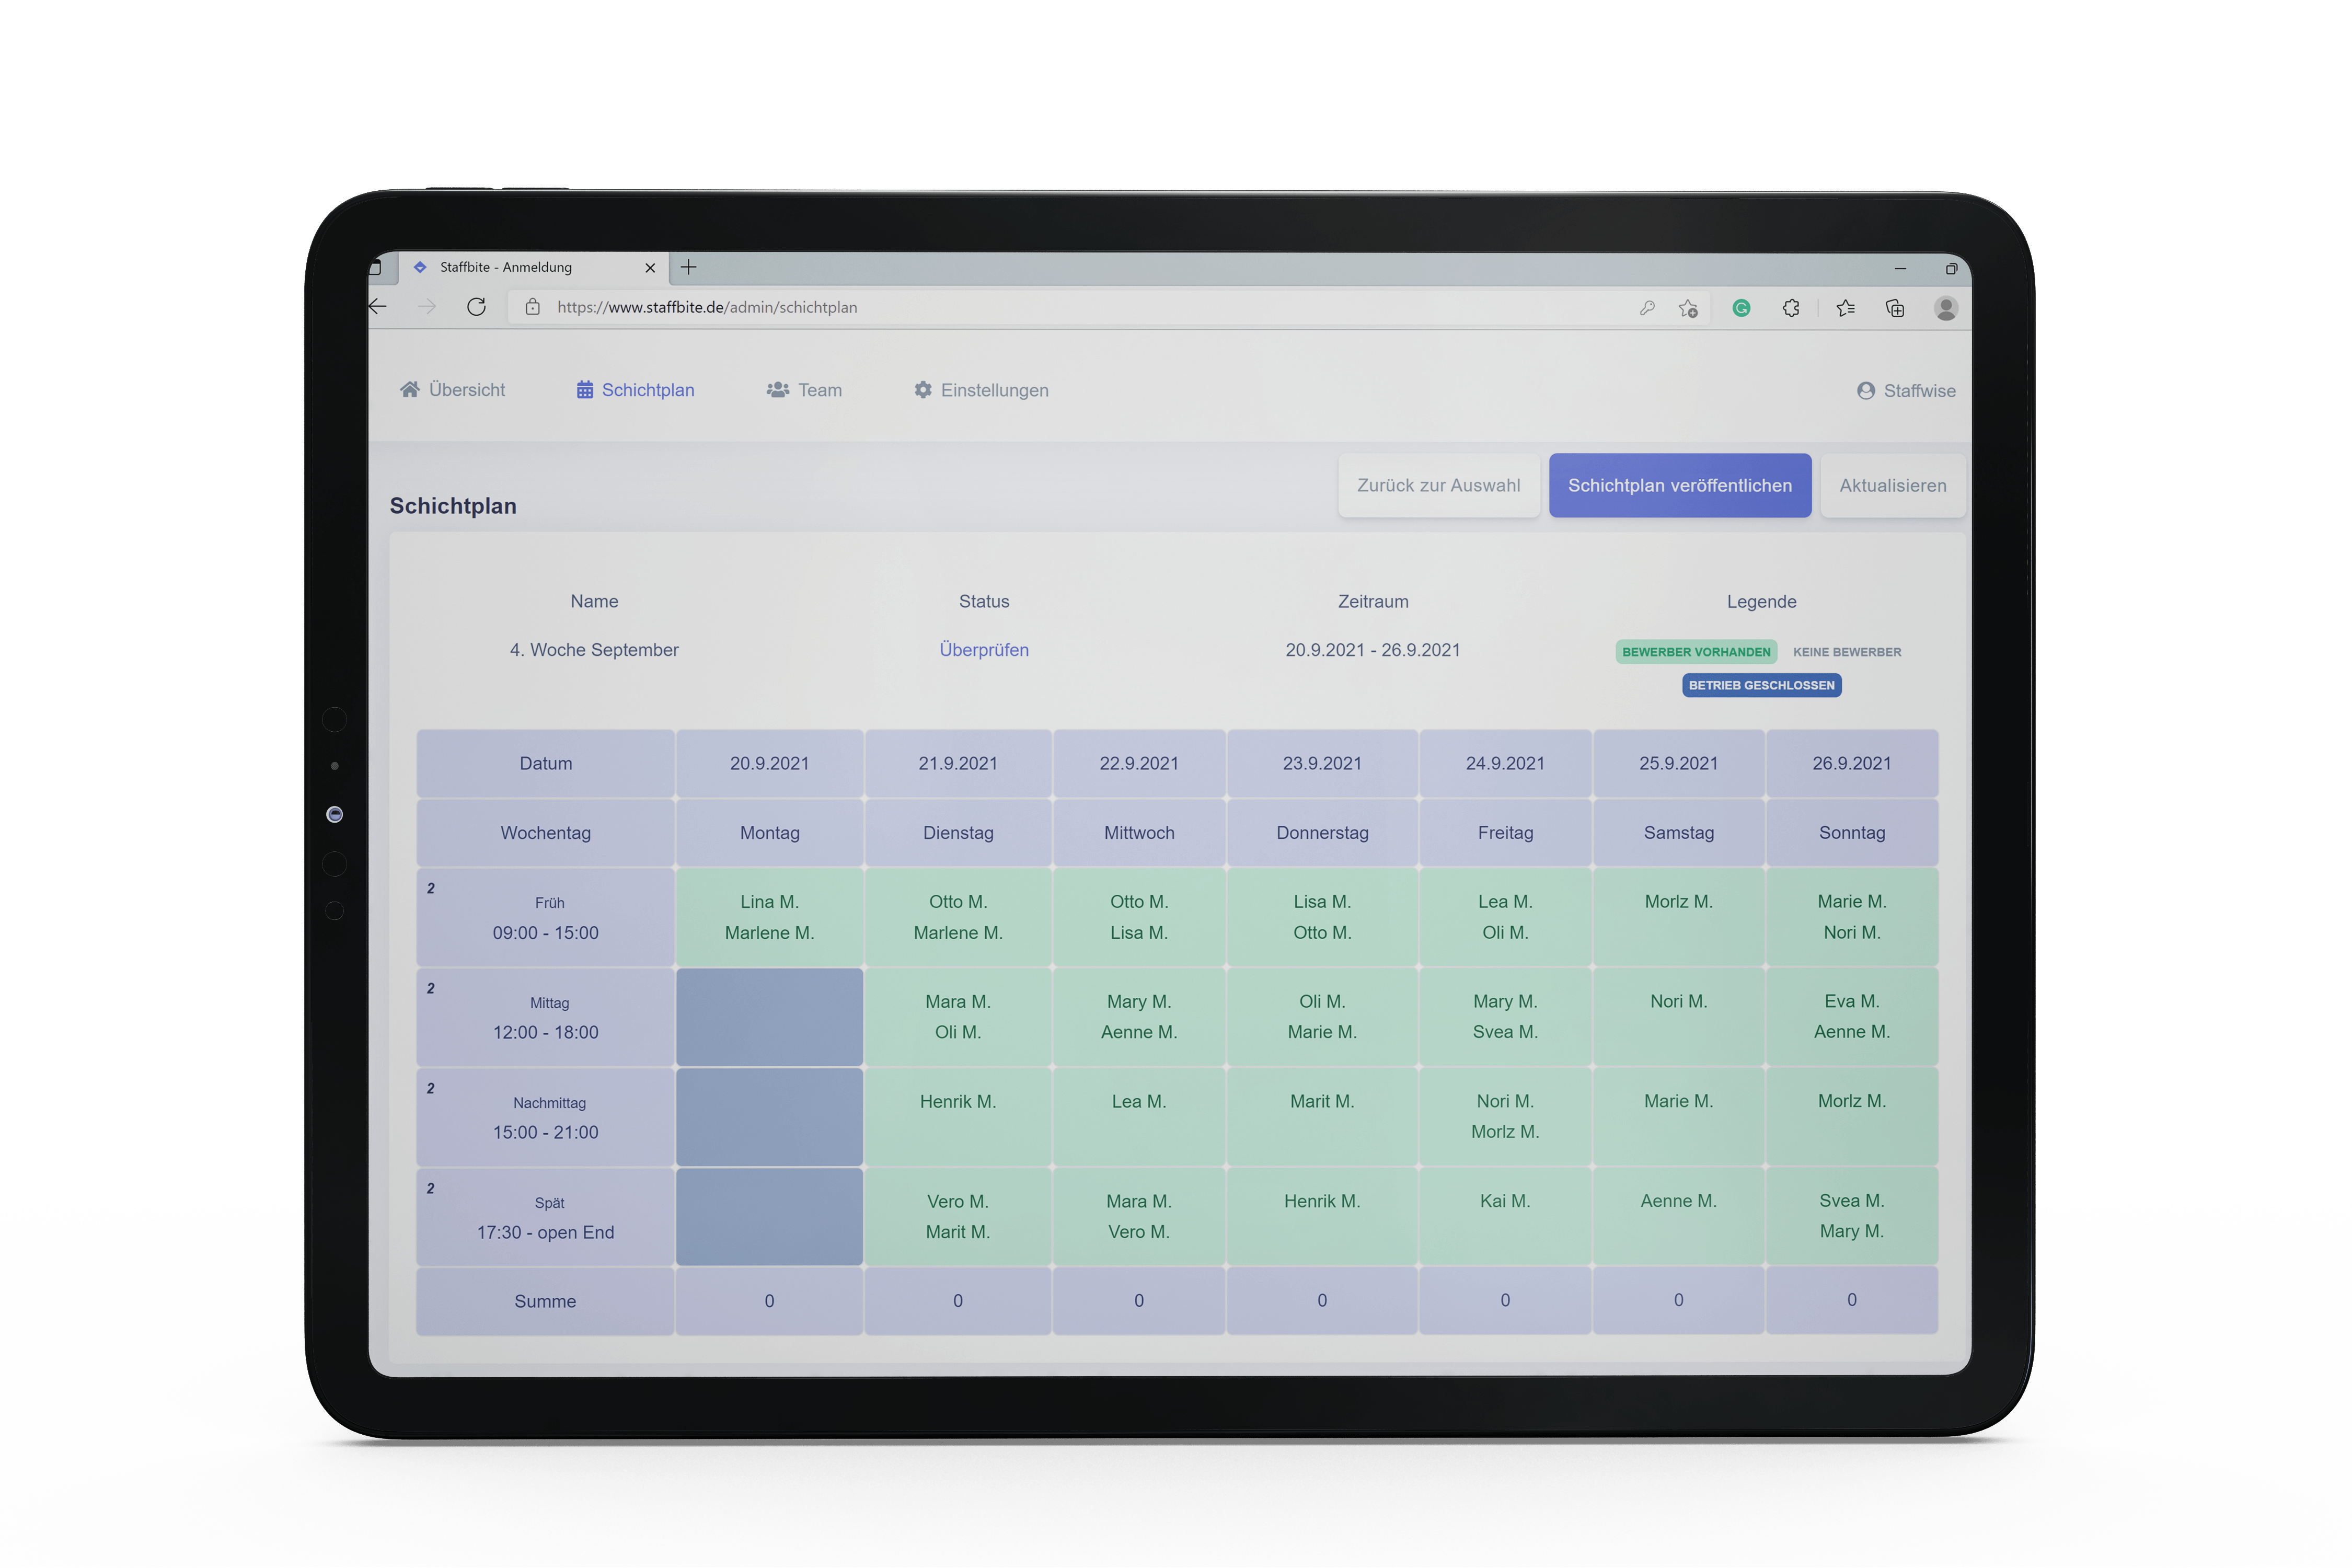 Staffbite - Anmeldung
https://www.staffbite.de/admin/schichtplan
Übersicht Schichtplan Team Einstellungen Staffwise
Zurück zur Auswahl Schichtplan veröffentlichen Aktualisieren
Schichtplan
Name Status Zeitraum Legende
4. Woche September Überprüfen 20.9.2021 - 26.9.2021 BEWERBER VORHANDEN KEINE BEWERBER
BETRIEB GESCHLOSSEN
Datum 20.9.2021 21.9.2021 22.9.2021 23.9.2021 24.9.2021 25.9.2021 26.9.2021
Wochentag Montag Dienstag Mittwoch Donnerstag Freitag Samstag Sonntag
2
Früh Lina M. Otto M. Otto M. Lisa M. Lea M. Morlz M. Marie M.
09:00 - 15:00 Marlene M. Marlene M. Lisa M. Otto M. Oli M. Nori M.
2
Mittag Mara M. Mary M. Oli M. Mary M. Nori M. Eva M.
12:00 - 18:00 Oli M. Aenne M. Marie M. Svea M. Aenne M.
2
Nachmittag Henrik M. Lea M. Marit M. Nori M. Marie M. Morlz M.
15:00 - 21:00 Morlz M.
2
Spät Vero M. Mara M. Henrik M. Kai M. Aenne M. Svea M.
17:30 - open End Marit M. Vero M. Mary M.
Summe 0 0 0 0 0 0 0